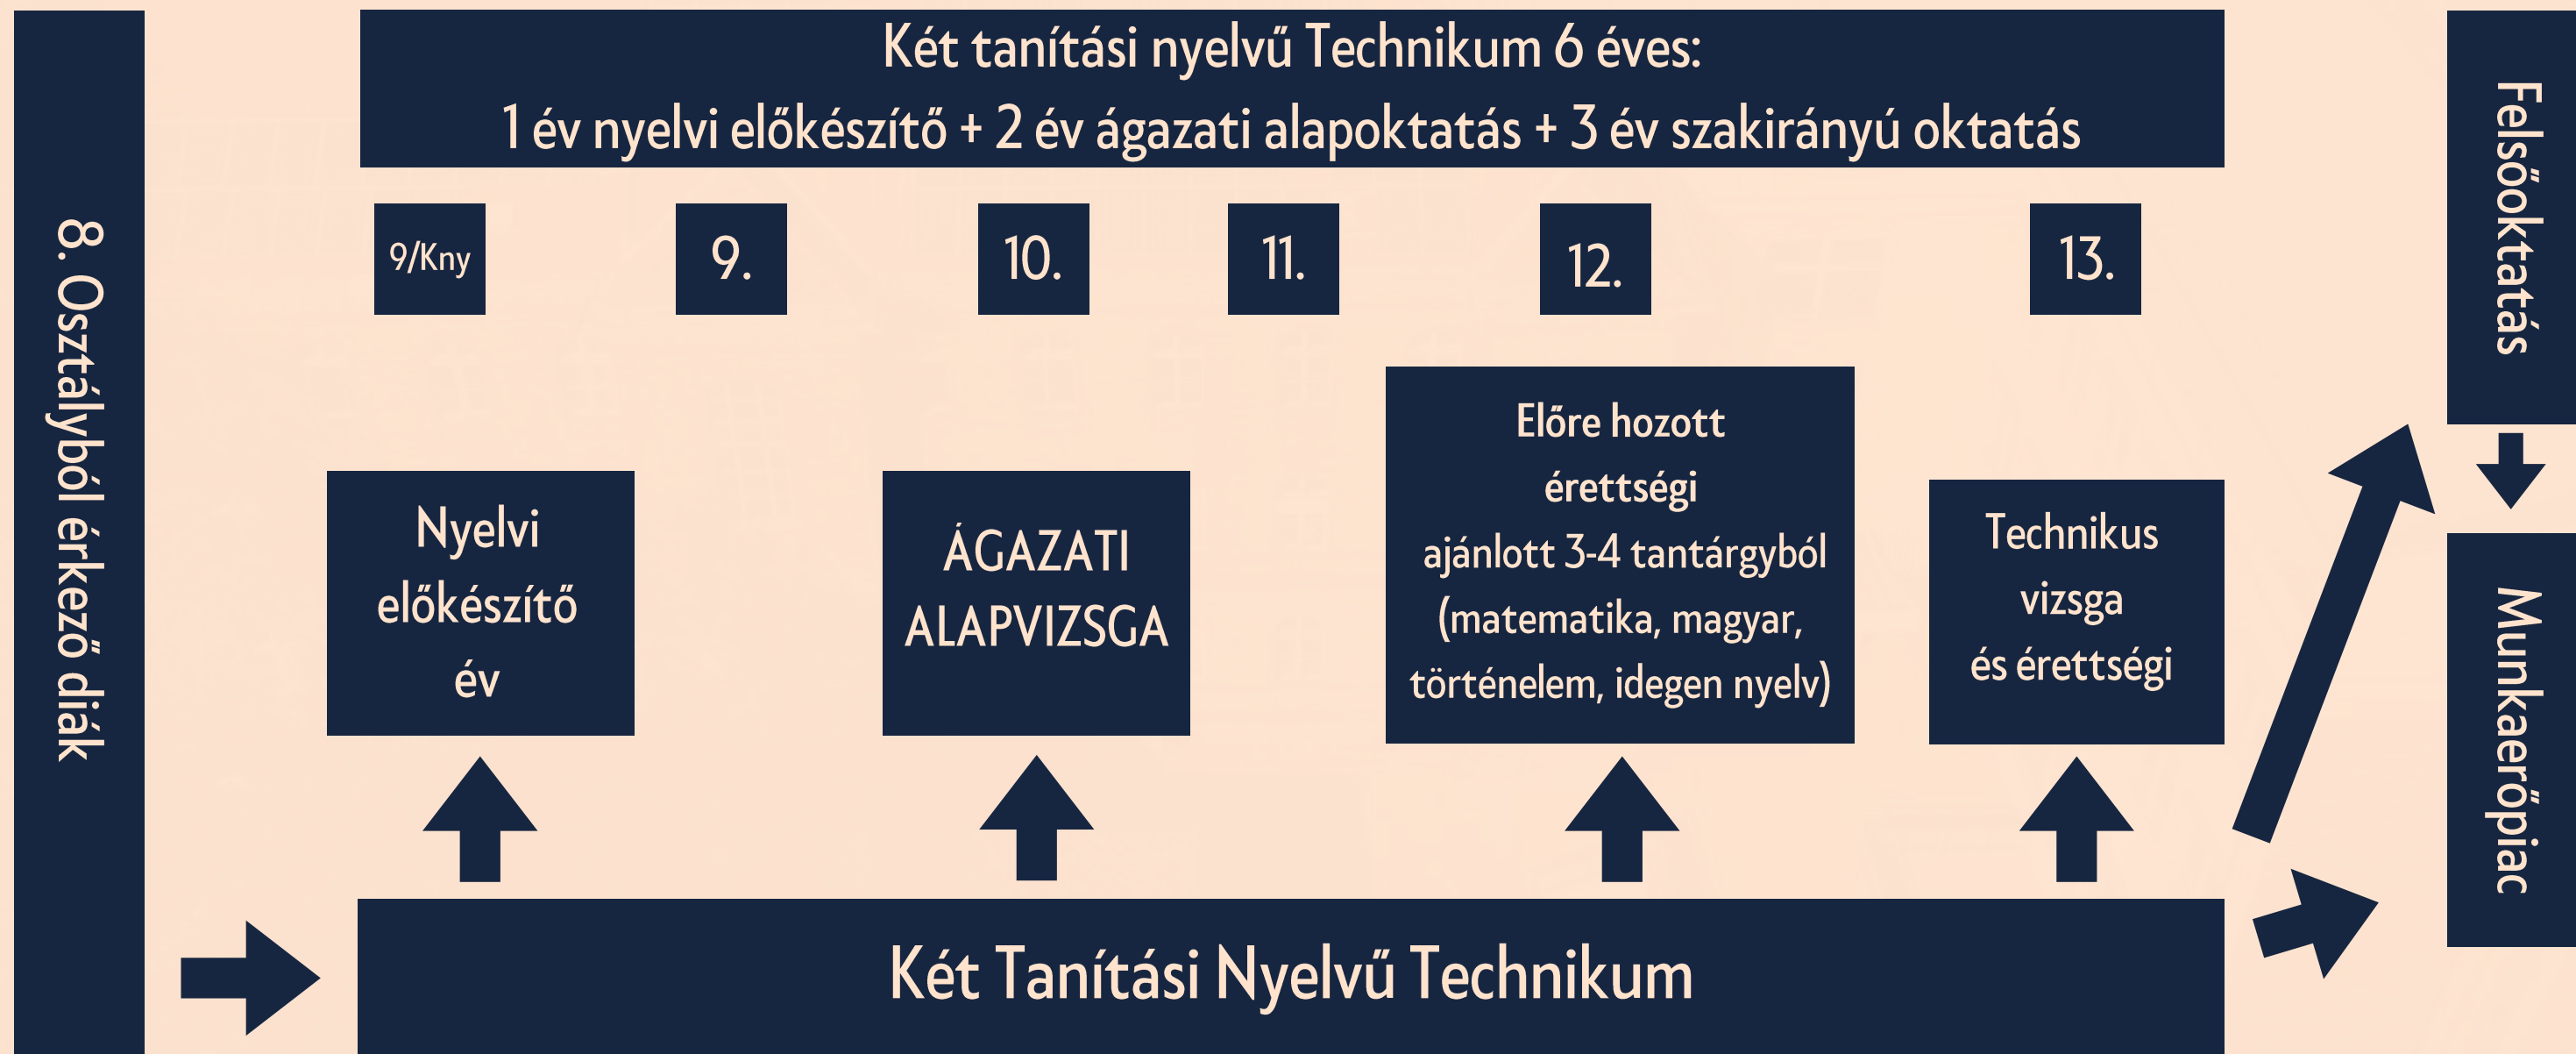 8. Osztályból érkező diák
Két tanítási nyelvű Technikum 6 éves:
1 év nyelvi előkészítő + 2 év ágazati alapoktatás + 3 év szakirányú oktatás
9/Kny
9.
10.
11.
12.
13.
Nyelvi
előkészítő
év
ÁGAZATI
ALAPVIZSGA
Előre hozott
érettségi
ajánlott 3-4 tantárgyból
(matematika, magyar,
történelem, idegen nyelv)
Technikus
vizsga
és érettségi
Két Tanítási Nyelvű Technikum
Felsőoktatás
Munkaerőpiac